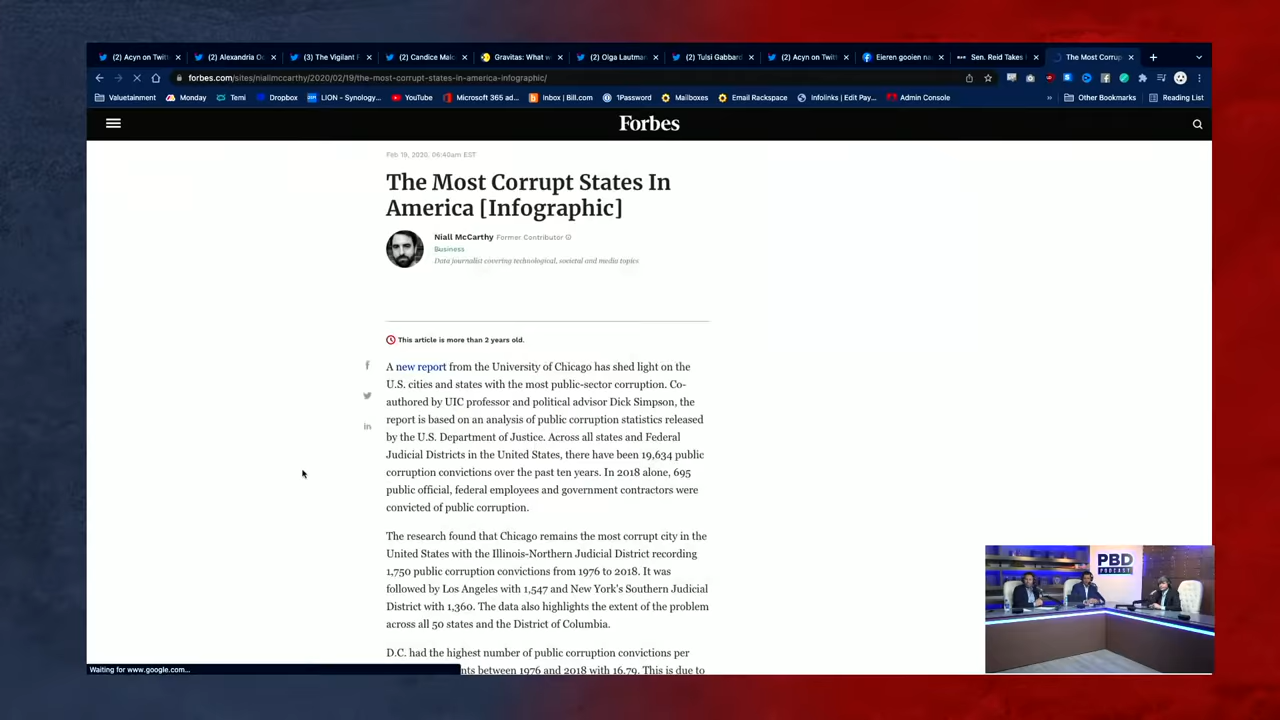 (2) Acyn on Twitt
(2) Alexandria Oc
(3) The Vigilant F
(2) Candice Malc
Gravitas: What w
(2) Olga Lautman
(2) Tulsi Gabbard
(2) Acyn on Twitt
Eieren gooien na
Sen. Reid Takes
The Most Corrup
forbes.com/sites/niallmccarthy/2020/02/19/the-most-corrupt-states-in-america-infographic/
Valuetainment
Monday
Temi
Dropbox
LION - Synology...
YouTube
Microsoft 365 ad...
Inbox | Bill.com
1Password
Mailboxes
Email Rackspace
Infolinks | Edit Pay...
Admin Console
»
Other Bookmarks
Reading List
Forbes
Feb 19, 2020, 06:40am EST
The Most Corrupt States In
America [Infographic]
Niall McCarthy Former Contributor
Business
Data journalist covering technological, societal and media topics
This article is more than 2 years old.
A new report from the University of Chicago has shed light on the
U.S. cities and states with the most public-sector corruption. Co-
authored by UIC professor and political advisor Dick Simpson, the
report is based on an analysis of public corruption statistics released
by the U.S. Department of Justice. Across all states and Federal
Judicial Districts in the United States, there have been 19,634 public
corruption convictions over the past ten years. In 2018 alone, 695
public official, federal employees and government contractors were
convicted of public corruption.
The research found that Chicago remains the most corrupt city in the
United States with the Illinois-Northern Judicial District recording
1,750 public corruption convictions from 1976 to 2018. It was
followed by Los Angeles with 1,547 and New York's Southern Judicial
District with 1,360. The data also highlights the extent of the problem
across all 50 states and the District of Columbia.
D.C. had the highest number of public corruption convictions per
nts between 1976 and 2018 with 16.79. This is due to
Waiting for www.google.com...
PBD
PODCAST